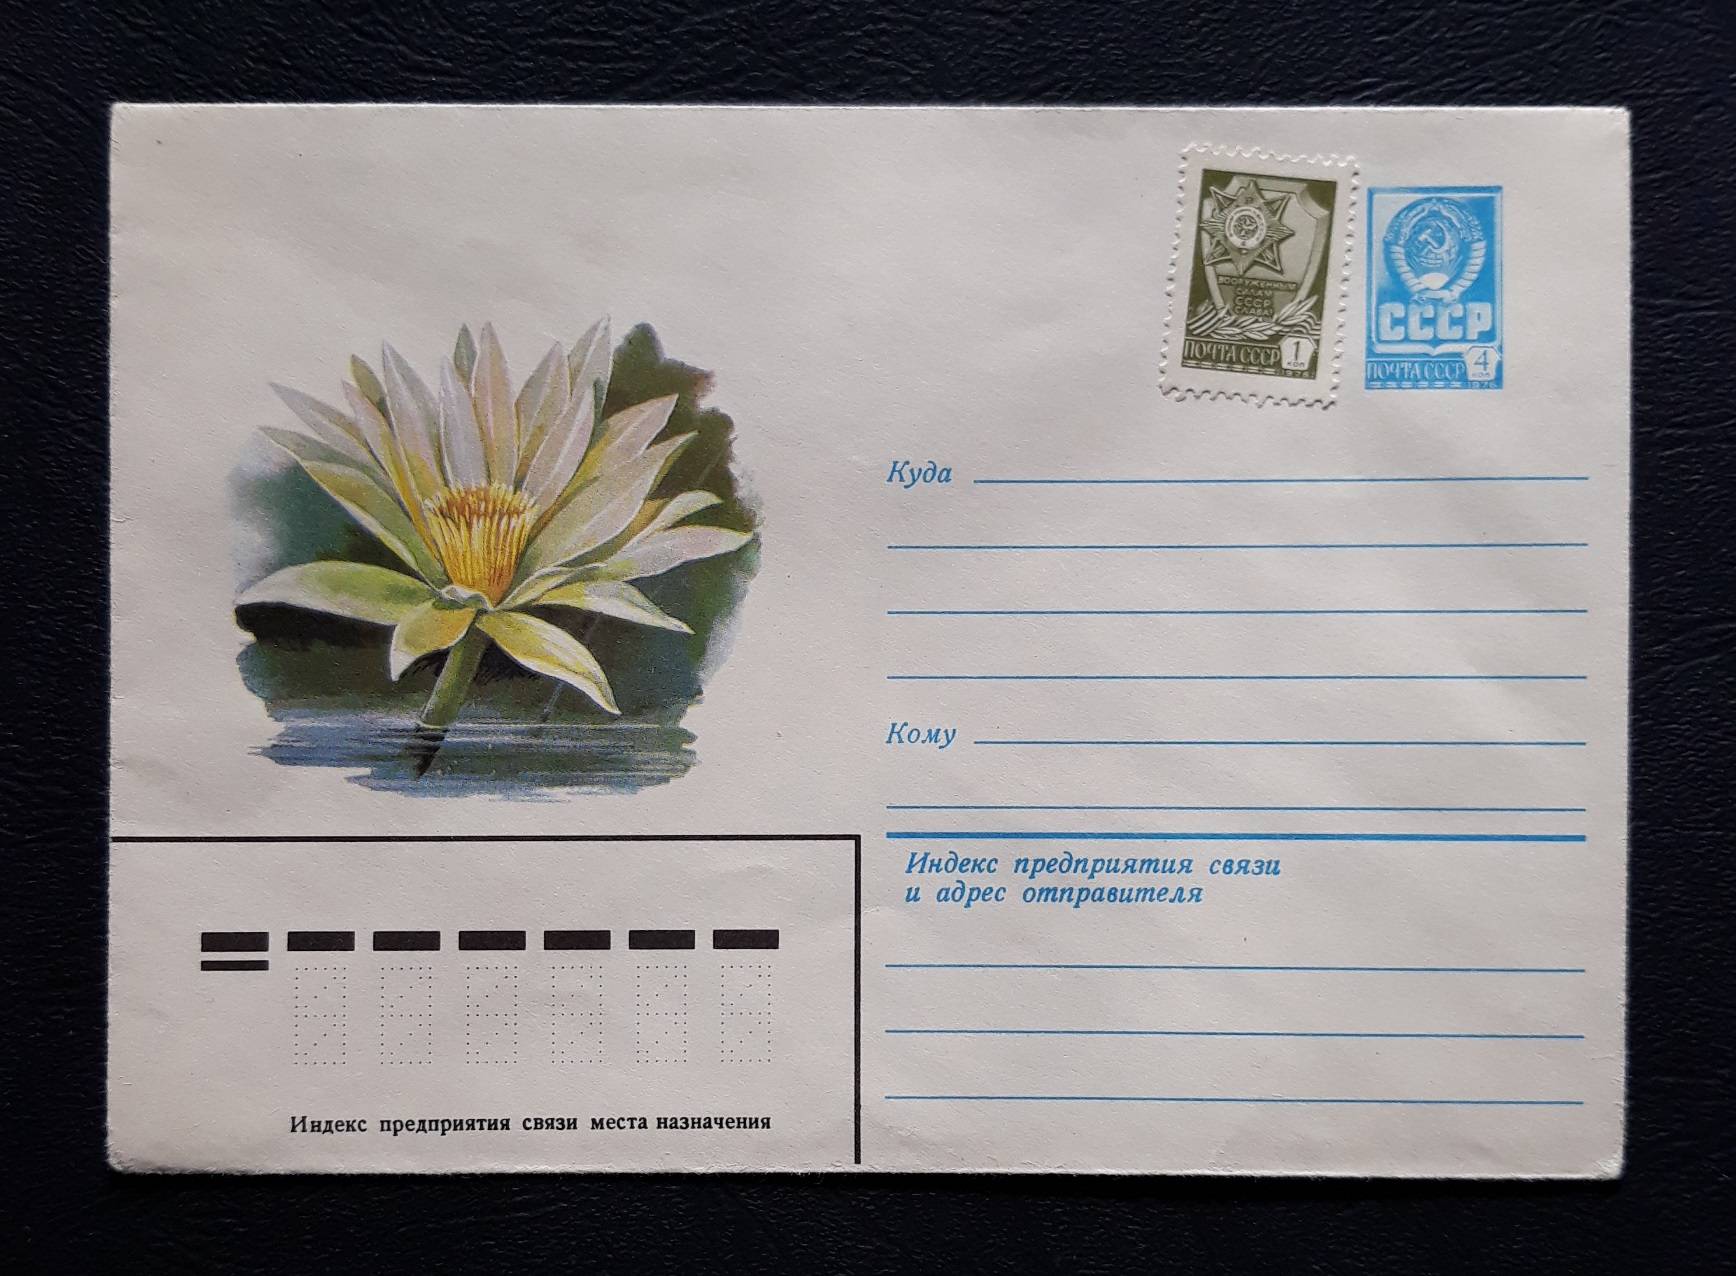 ВООРУЖЕННЫМ
СИЛАМ
СССР
СЛАВА!
ПОЧТА СССР 1
КОП
1976
СССР
ПОЧТА СССР 4
КОП
1976
Куда
Кому
Индекс предприятия связи
и адрес отправителя
Индекс предприятия связи места назначения